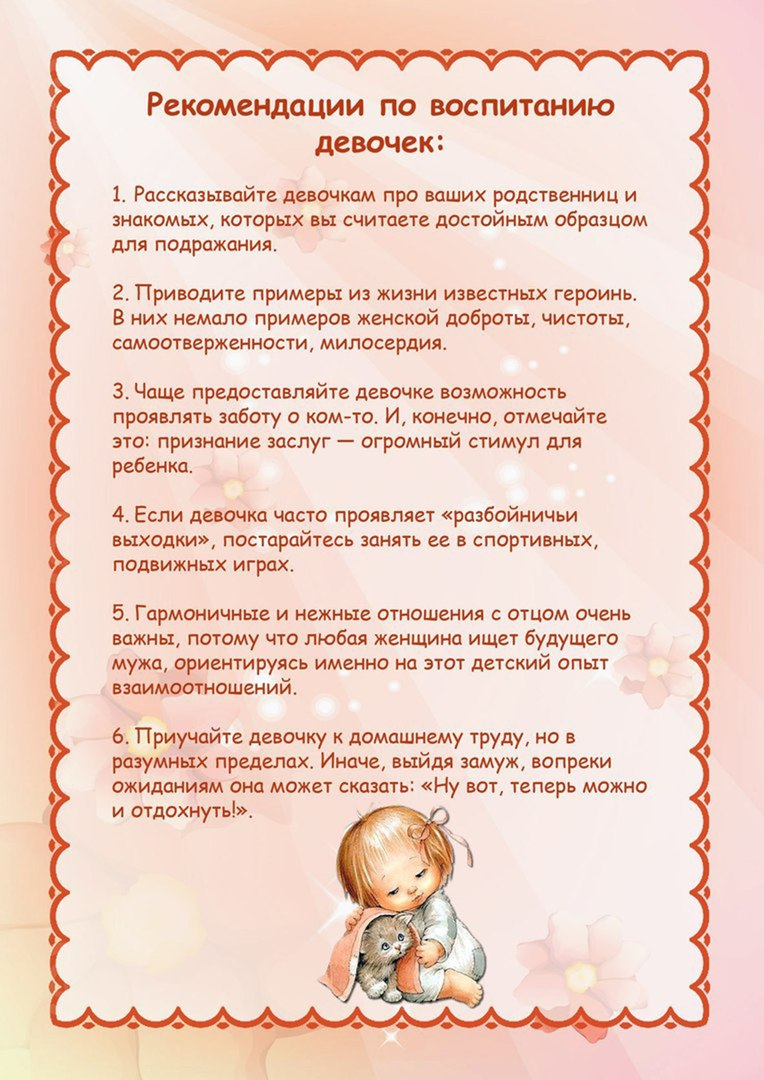 Рекомендации по воспитанию
девочек:
1. Рассказывайте девочкам про ваших родственниц и
знакомых, которых вы считаете достойным образцом
для подражания.
2. Приводите примеры из жизни известных героинь.
В них немало примеров женской доброты, чистоты,
самоотверженности, милосердия.
3. Чаще предоставляйте девочке возможность
проявлять заботу о ком-то. И, конечно, отмечайте
это: признание заслуг — огромный стимул для
ребенка.
4. Если девочка часто проявляет «разбойничьи
выходки», постарайтесь занять ее в спортивных,
подвижных играх.
5. Гармоничные и нежные отношения с отцом очень
важны, потому что любая женщина ищет будущего
мужа, ориентируясь именно на этот детский опыт
взаимоотношений.
6. Приучайте девочку к домашнему труду, но в
разумных пределах. Иначе, выйдя замуж, вопреки
ожиданиям она может сказать: «Ну вот, теперь можно
и отдохнуть!».